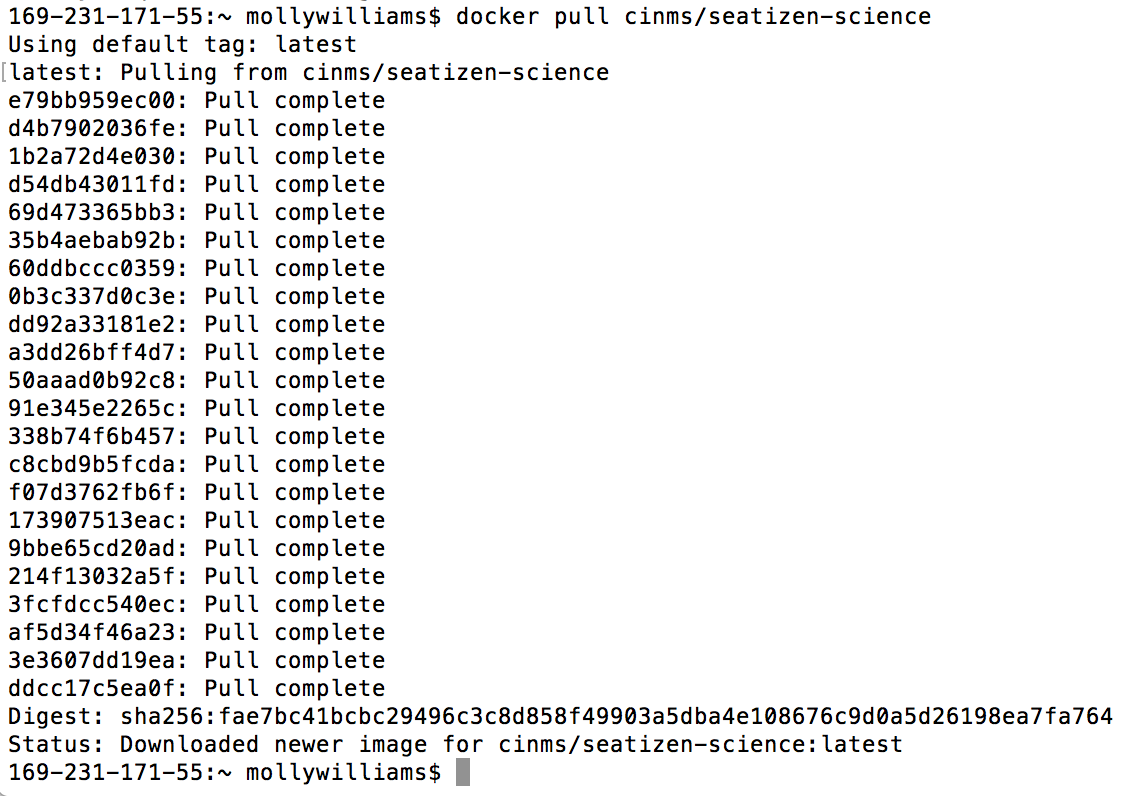 169-231-171-55:~ mollywilliams$ docker pull cinms/seatizen-science
Using default tag: latest
[latest: Pulling from cinms/seatizen-science
e79bb959ec00: Pull complete
d4b7902036fe: Pull complete
1b2a72d4e030: Pull complete
d54db43011fd: Pull complete
69d473365bb3: Pull complete
35b4aebab92b: Pull complete
60ddbccc0359: Pull complete
0b3c337d0c3e: Pull complete
dd92a33181e2: Pull complete
a3dd26bff4d7: Pull complete
50aaad0b92c8: Pull complete
91e345e2265c: Pull complete
338b74f6b457: Pull complete
c8cbd9b5fcda: Pull complete
f07d3762fb6f: Pull complete
173907513eac: Pull complete
9bbe65cd20ad: Pull complete
214f13032a5f: Pull complete
3fcfdcc540ec: Pull complete
af5d34f46a23: Pull complete
3e3607dd19ea: Pull complete
ddcc17c5ea0f: Pull complete
Digest: sha256:fae7bc41bcbc29496c3c8d858f49903a5dba4e108676c9d0a5d26198ea7fa764
Status: Downloaded newer image for cinms/seatizen-science:latest
169-231-171-55:~ mollywilliams$